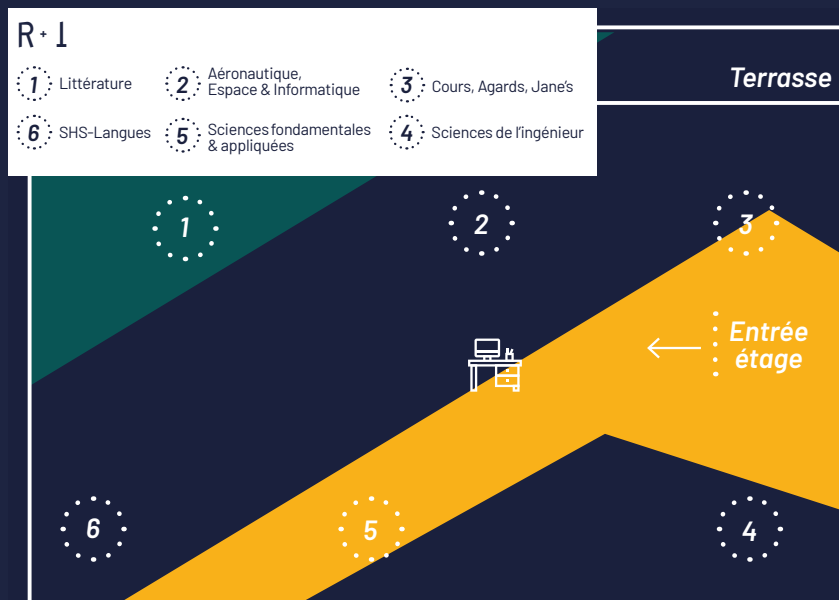 R+1
1 Littérature
2 Aéronautique,
Espace & Informatique
3 Cours, Agards, Jane's
6 SHS-Langues
5 Sciences fondamentales
& appliquées
4 Sciences de l'ingénieur
Terrasse
1
2
3
Entrée
étage
6
5
4